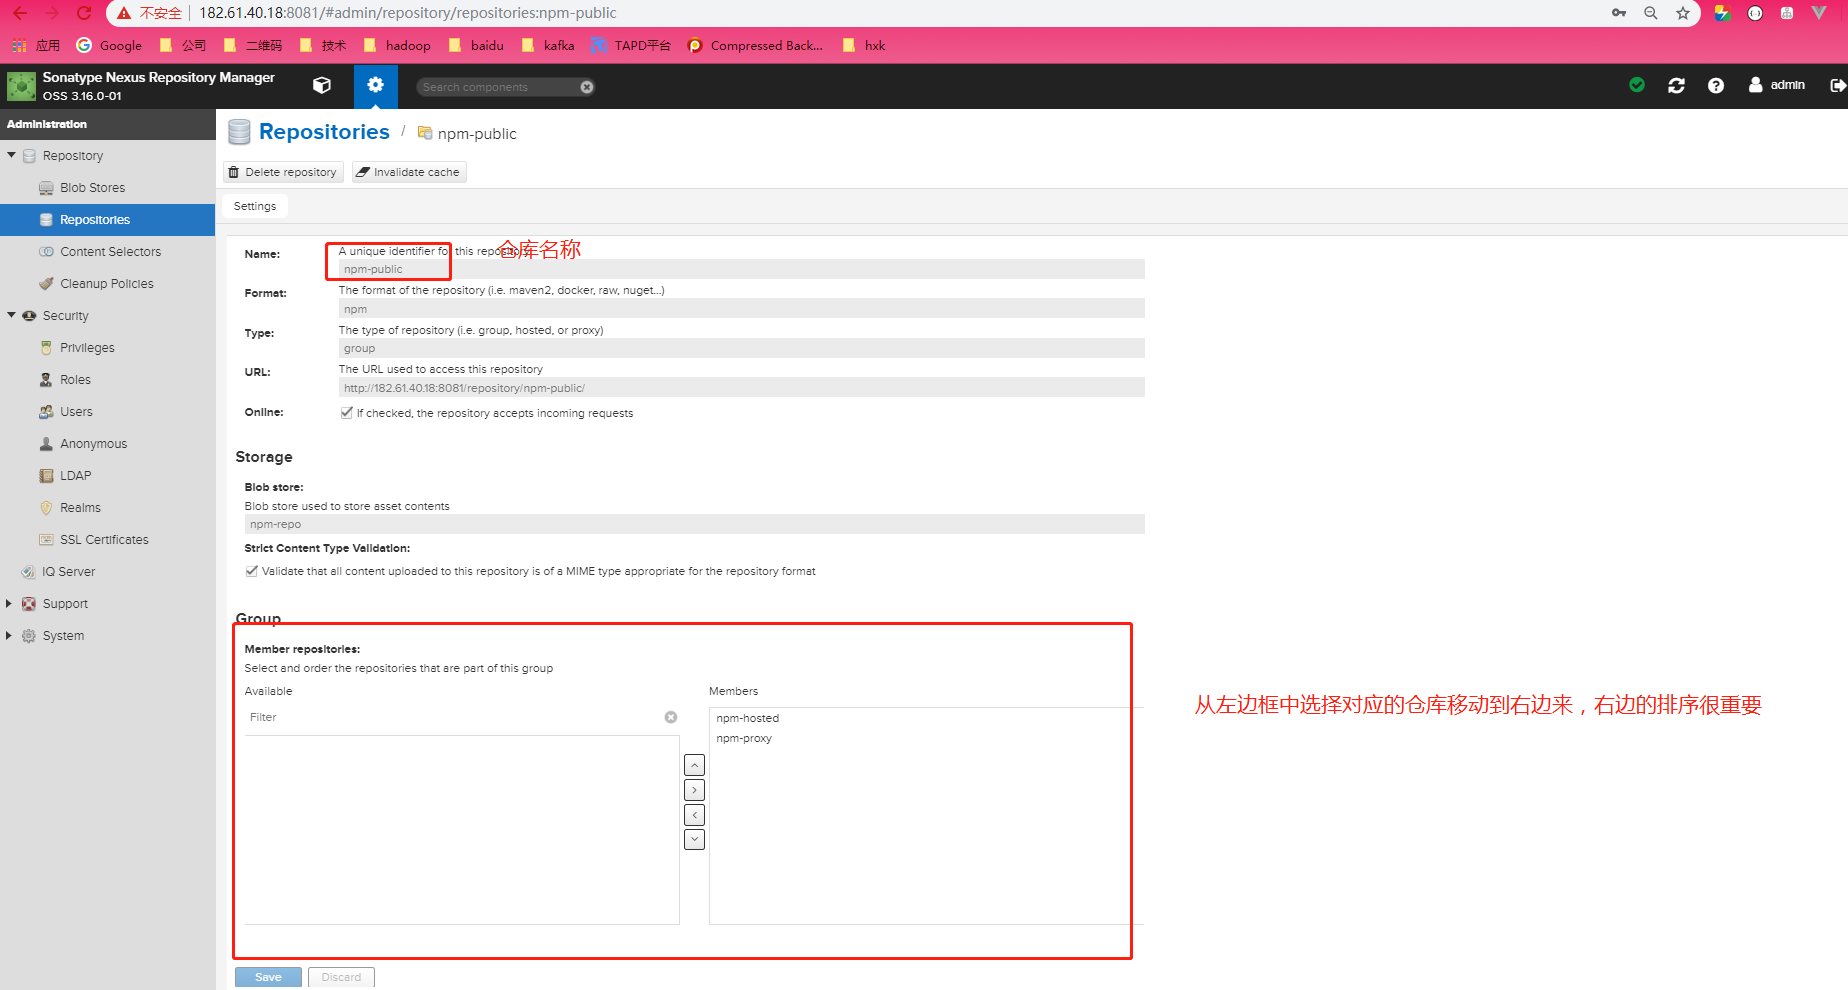 不安全 182.61.40.18:8081/#admin/repository/repositories:npm-public
应用 Google 公司 二维码 技术 hadoop baidu kafka TAPD平台 Compressed Back... hxk
Sonatype Nexus Repository Manager
OSS 3.16.0-01
Search components
admin
Administration
Repository
Blob Stores
Repositories
Content Selectors
Cleanup Policies
Security
Privileges
Roles
Users
Anonymous
LDAP
Realms
SSL Certificates
IQ Server
Support
System
Repositories / npm-public
Delete repository Invalidate cache
Settings
Name: A unique identifier for this repository
仓库名称
npm-public
Format: The format of the repository (i.e. maven2, docker, raw, nuget...)
npm
Type: The type of repository (i.e. group, hosted, or proxy)
group
URL: The URL used to access this repository
http://182.61.40.18:8081/repository/npm-public/
Online: If checked, the repository accepts incoming requests
Storage
Blob store:
Blob store used to store asset contents
npm-repo
Strict Content Type Validation:
Validate that all content uploaded to this repository is of a MIME type appropriate for the repository format
Group
Member repositories:
Select and order the repositories that are part of this group
Available Members
Filter
npm-hosted
npm-proxy
从左边框中选择对应的仓库移动到右边来，右边的排序很重要
Save Discard